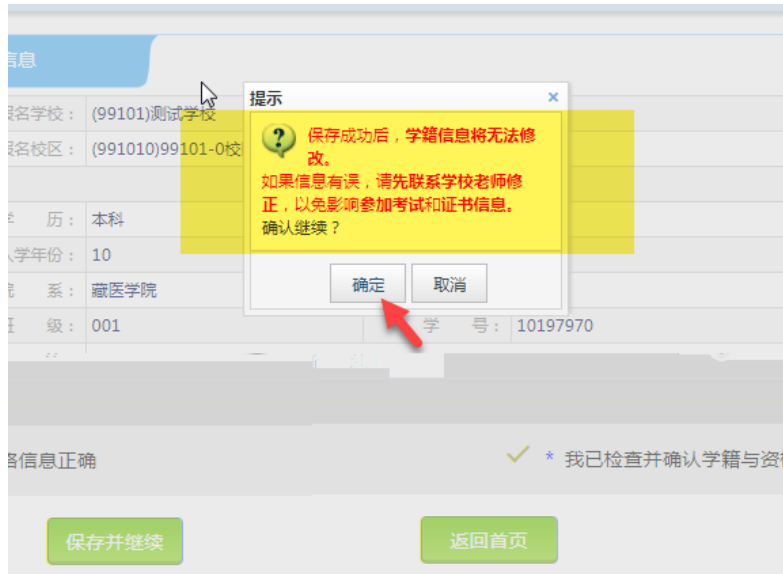 信息
提示 ×
报名学校： (99101)测试学校
报名校区： (991010)99101-0校
保存成功后，学籍信息将无法修
改。
如果信息有误，请先联系学校老师修
正，以免影响参加考试和证书信息。
确认继续？
历： 本科
入学年份： 10
系： 藏医学院
确定 取消
级： 001 学 号： 10197970
格信息正确 * 我已检查并确认学籍与资
保存并继续 返回首页